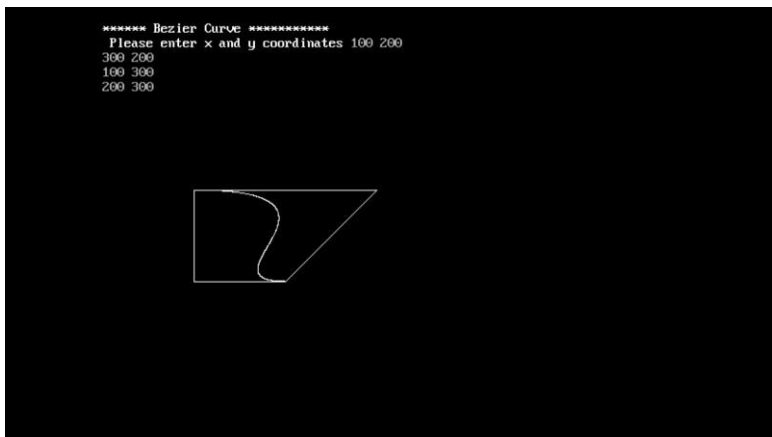 ****** Bezier Curve ***********
Please enter x and y coordinates 100 200
300 200
100 300
200 300